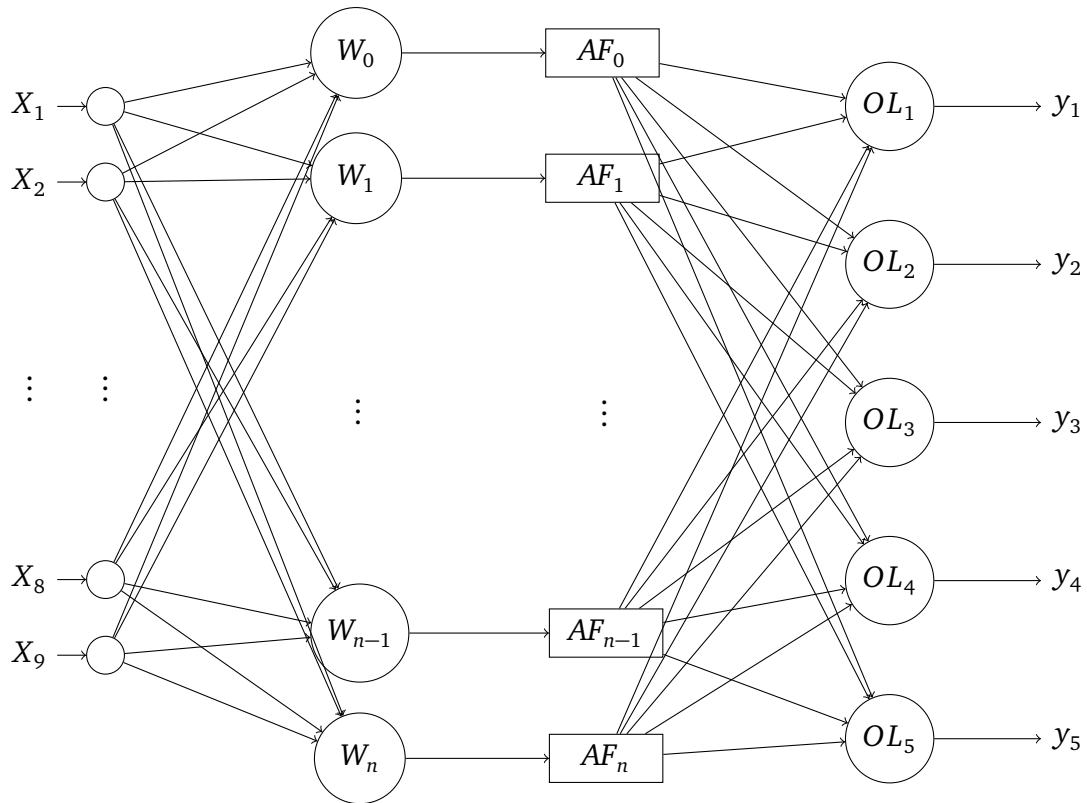 X₁
X₂
⋮
X₈
X₉
⋮
W₀
W₁
⋮
Wₙ₋₁
Wₙ
AF₀
AF₁
⋮
AFₙ₋₁
AFₙ
OL₁
OL₂
OL₃
OL₄
OL₅
y₁
y₂
y₃
y₄
y₅